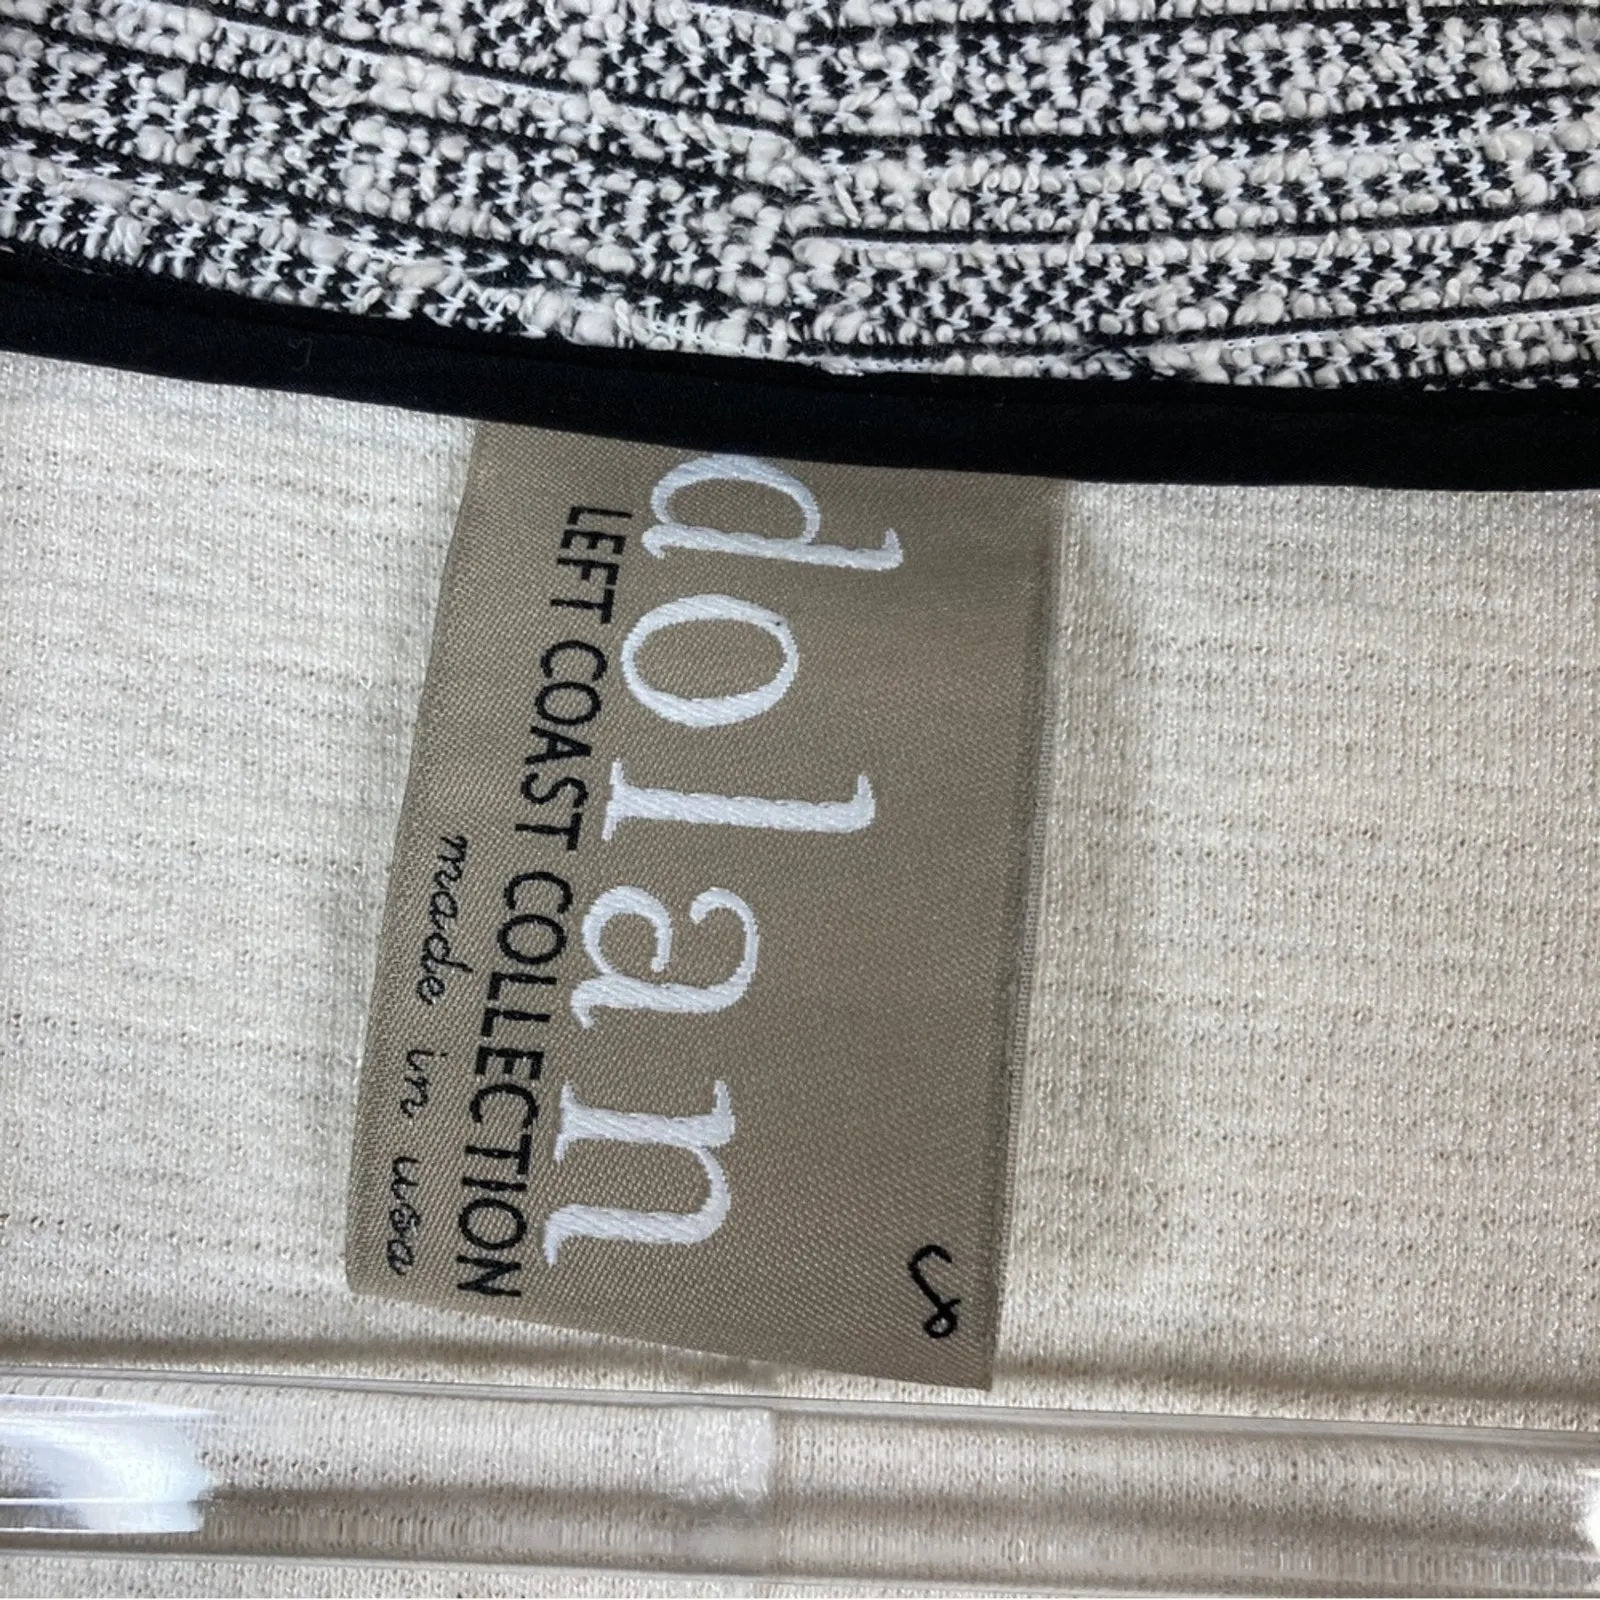 dolan
LEFT COAST COLLECTION
made in usa